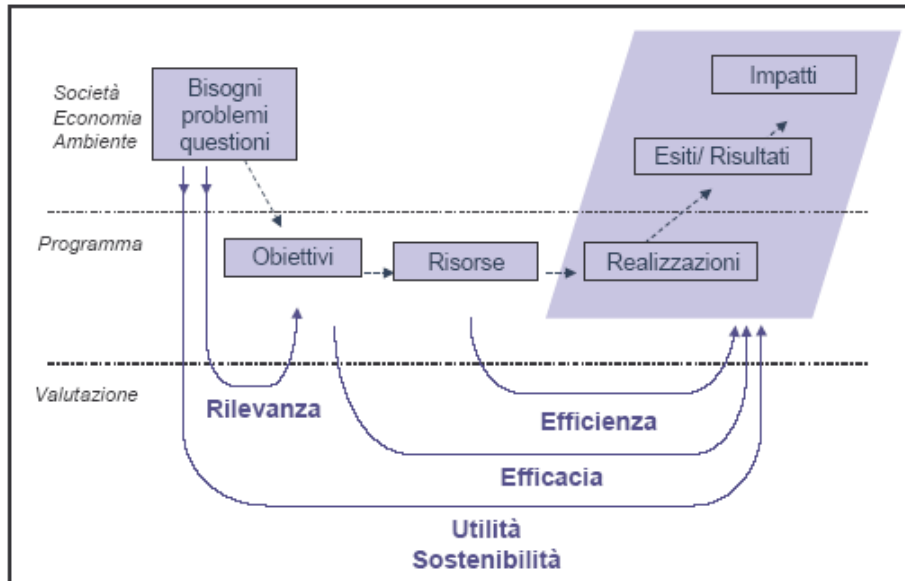 Società
Economia
Ambiente
Bisogni
problemi
questioni
Impatti
Esiti/ Risultati
Programma
Obiettivi
Risorse
Realizzazioni
Valutazione
Rilevanza
Efficienza
Efficacia
Utilità
Sostenibilità